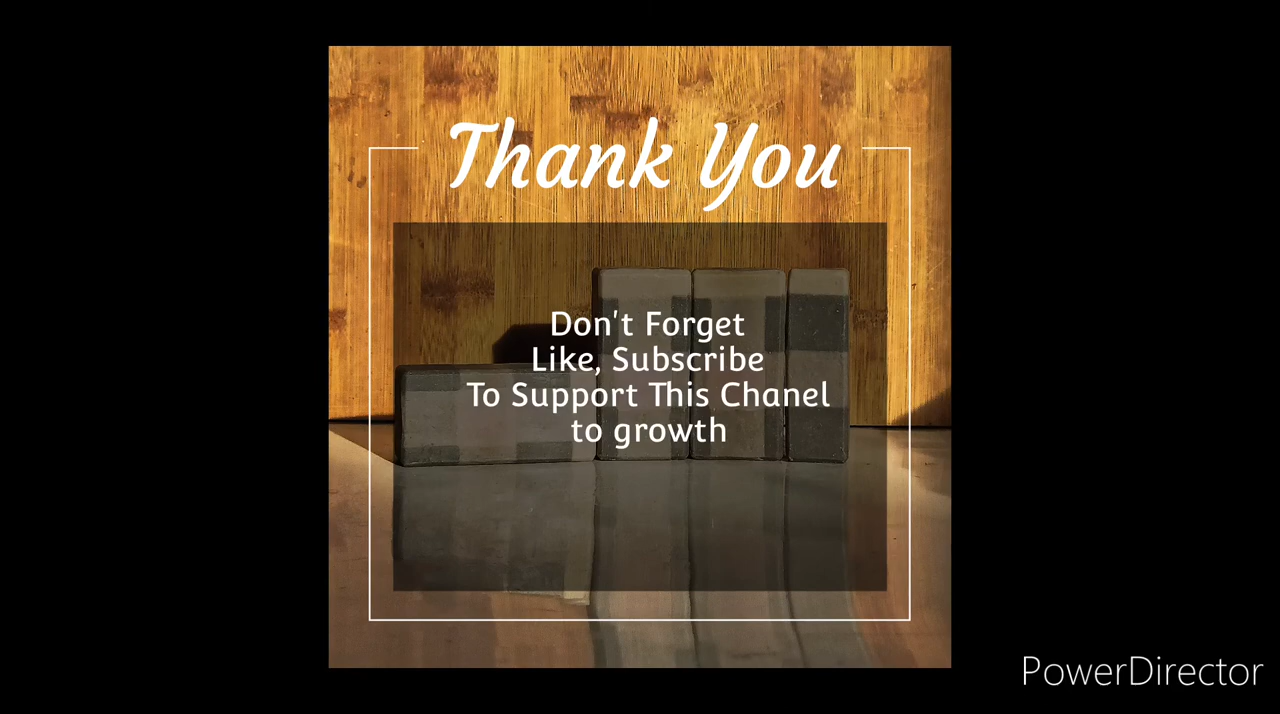 Thank You
Don't Forget
Like, Subscribe
To Support This Chanel
to growth
PowerDirector